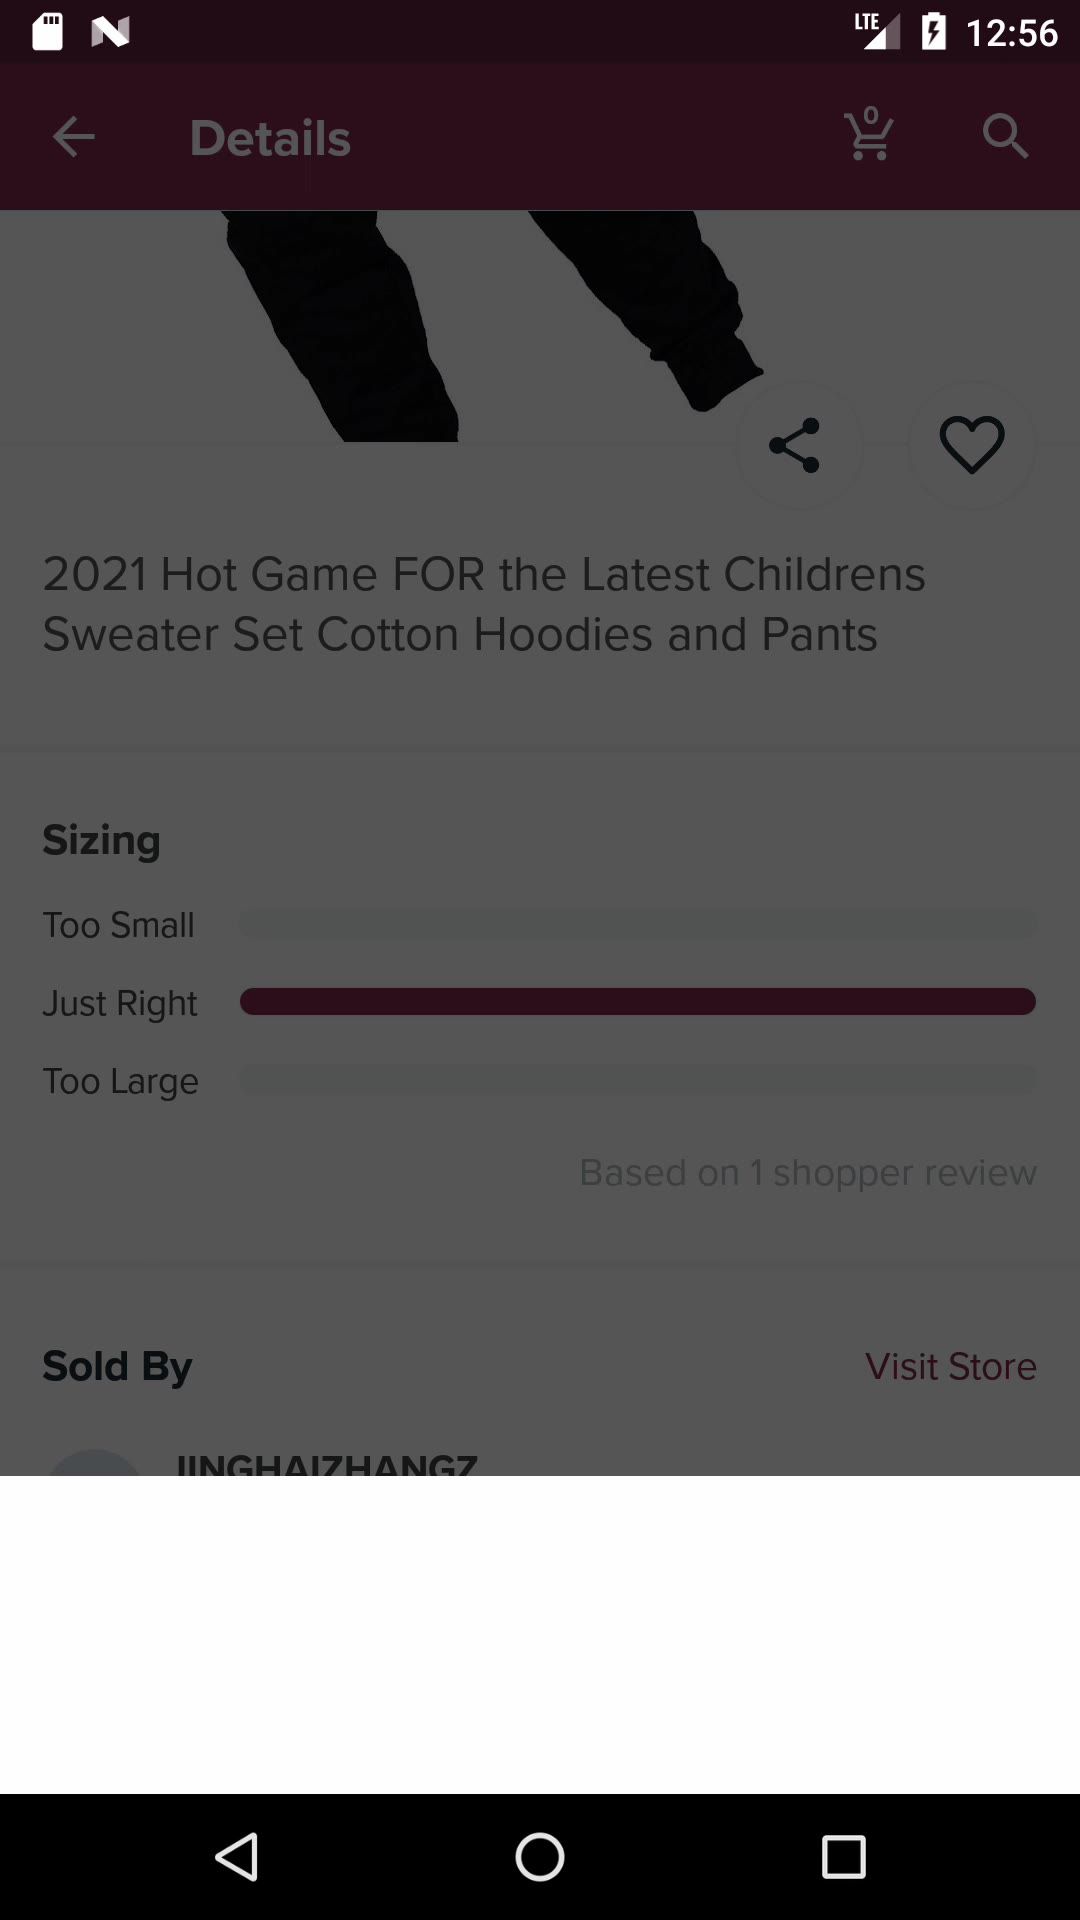 LTE 12:56
Details 0
2021 Hot Game FOR the Latest Childrens
Sweater Set Cotton Hoodies and Pants
Sizing
Too Small
Just Right
Too Large
Based on 1 shopper review
Sold By Visit Store
JINGHAIZHANGZ